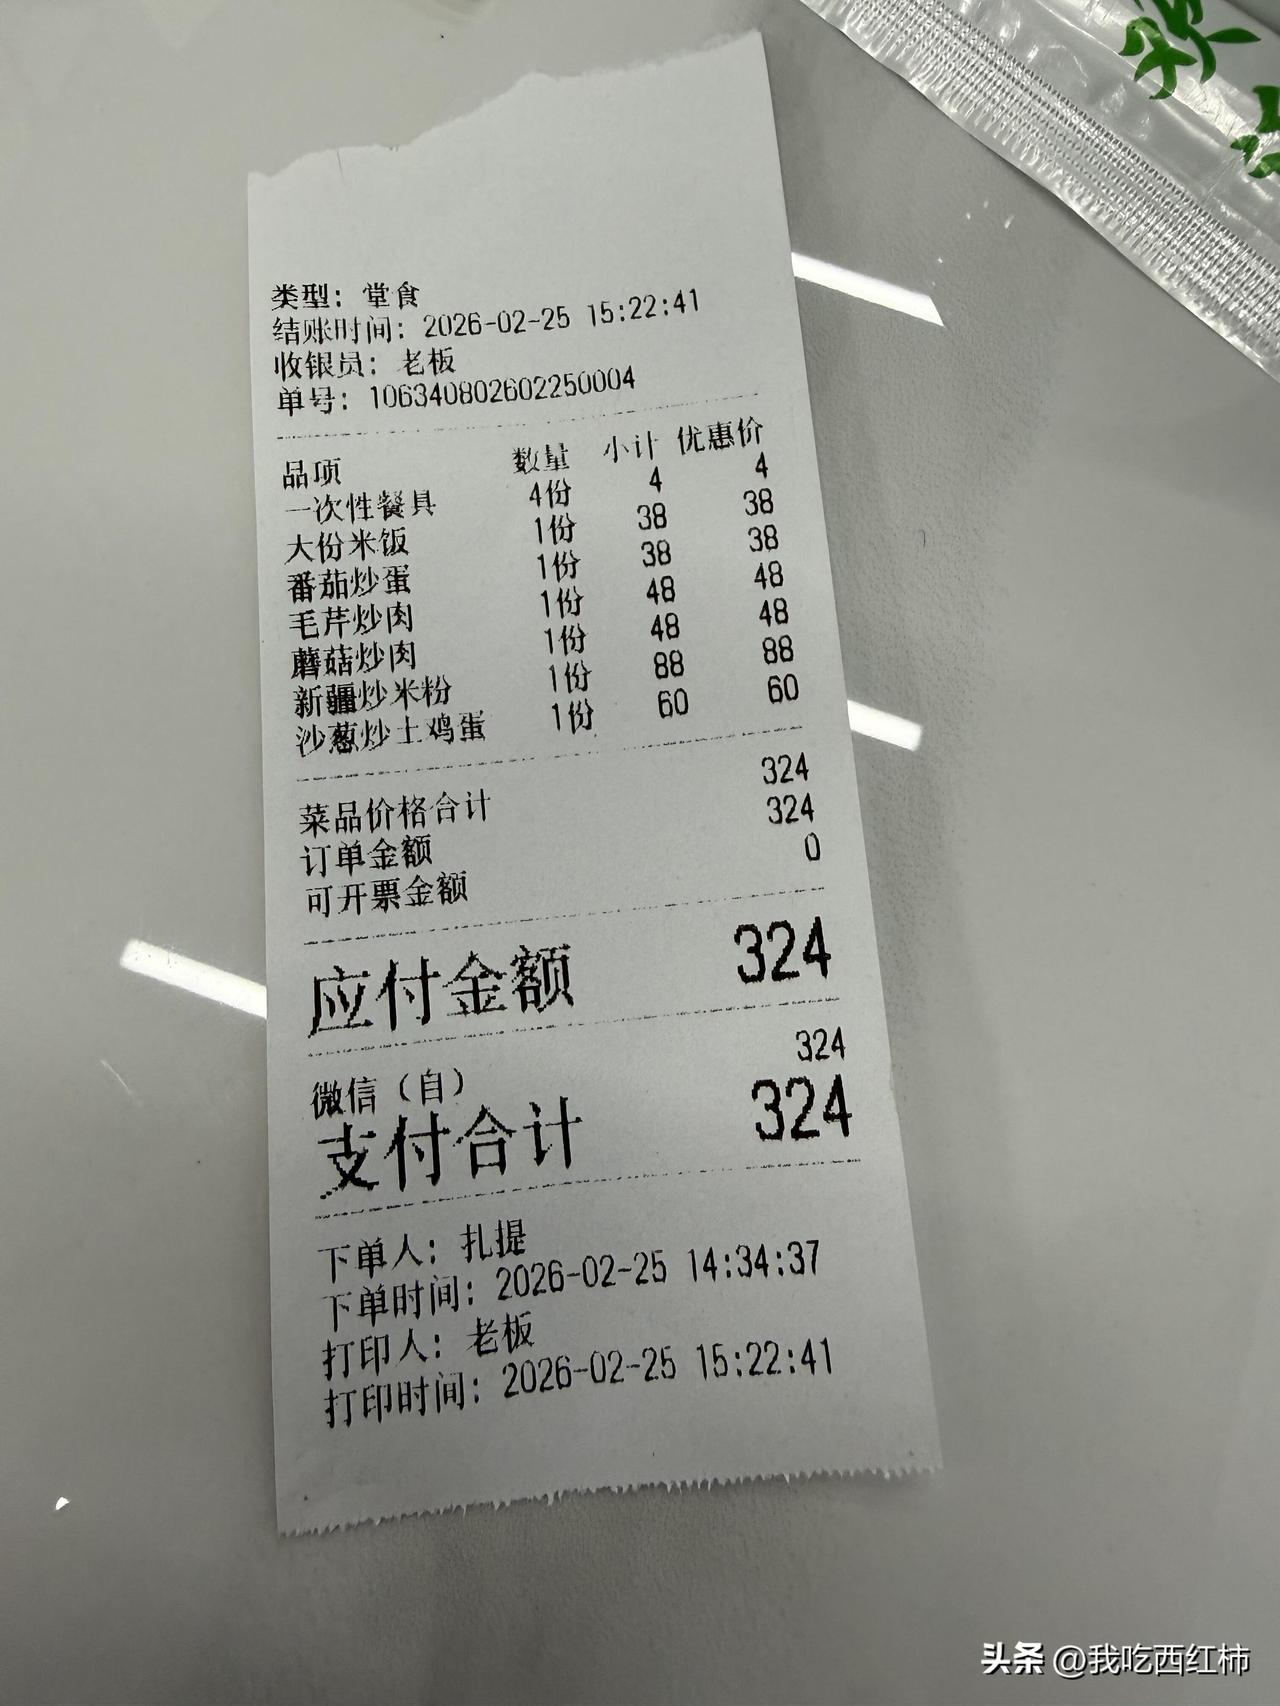 类型: 堂食
结账时间: 2026-02-25 15:22:41
收银员: 老板
单号: 106340802602250004
品项 数量 小计 优惠价
一次性餐具 4份 4 4
大份米饭 1份 38 38
番茄炒蛋 1份 38 38
毛芹炒肉 1份 48 48
蘑菇炒肉 1份 48 48
新疆炒米粉 1份 88 88
沙葱炒土鸡蛋 1份 60 60
菜品价格合计 324
订单金额 324
可开票金额 0
应付金额 324
微信(自) 324
支付合计 324
下单人: 扎提
下单时间: 2026-02-25 14:34:37
打印人: 老板
打印时间: 2026-02-25 15:22:41
头条 @我吃西红柿